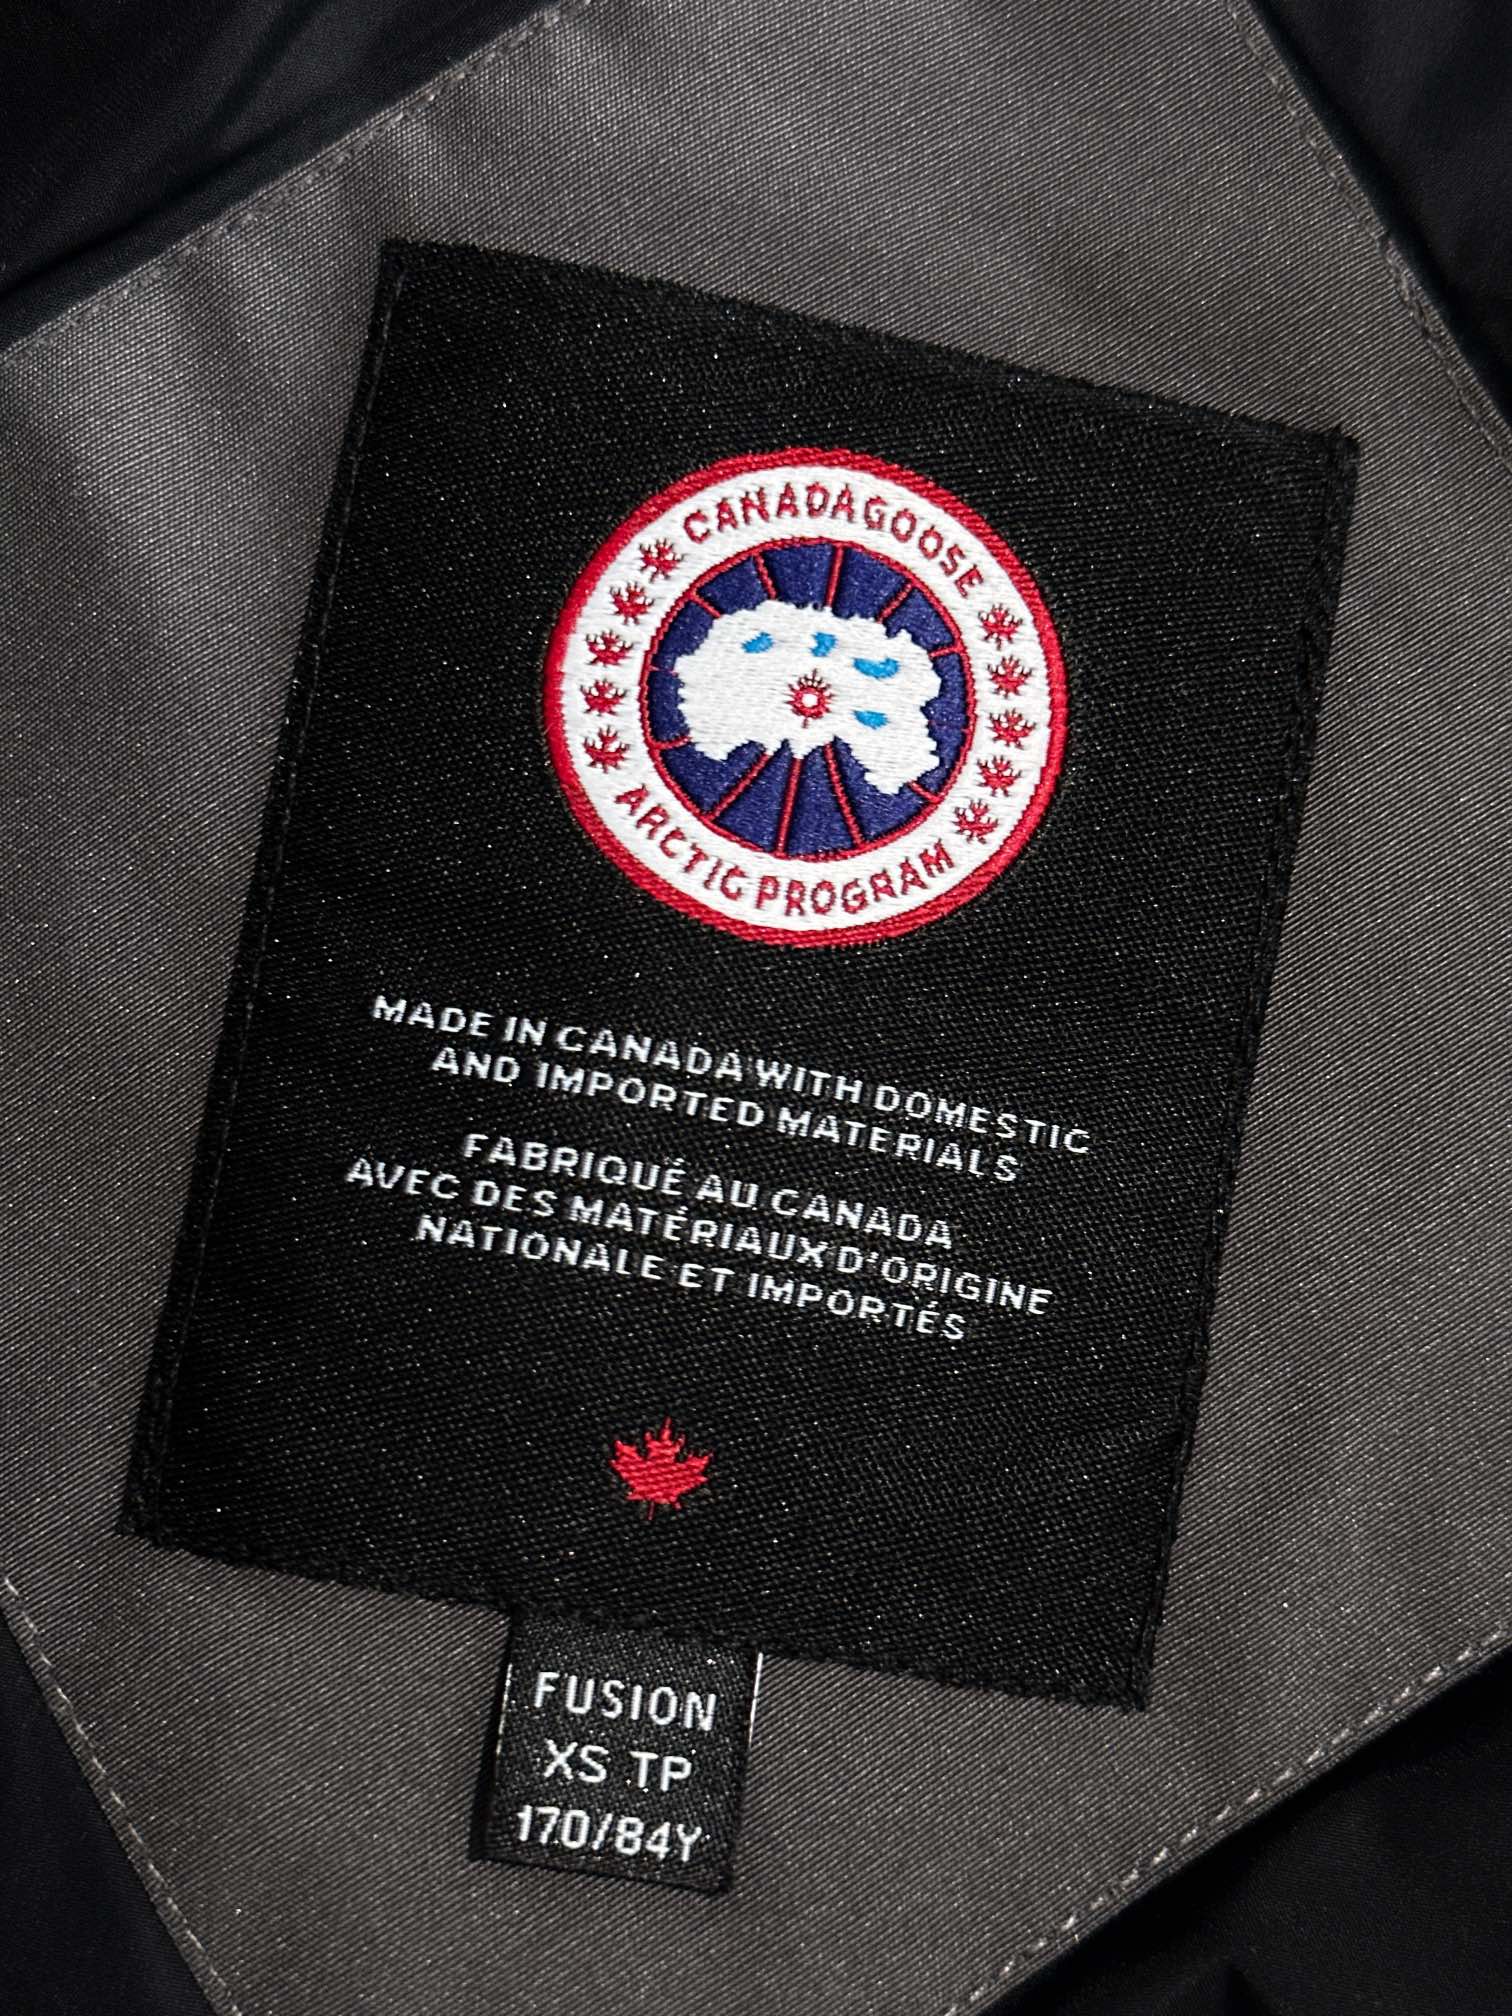 CANADA GOOSE
ARCTIC PROGRAM
MADE IN CANADA WITH DOMESTIC
AND IMPORTED MATERIALS
FABRIQUÉ AU CANADA
AVEC DES MATÉRIAUX D'ORIGINE
NATIONALE ET IMPORTÉS
FUSION
XS TP
170/84Y